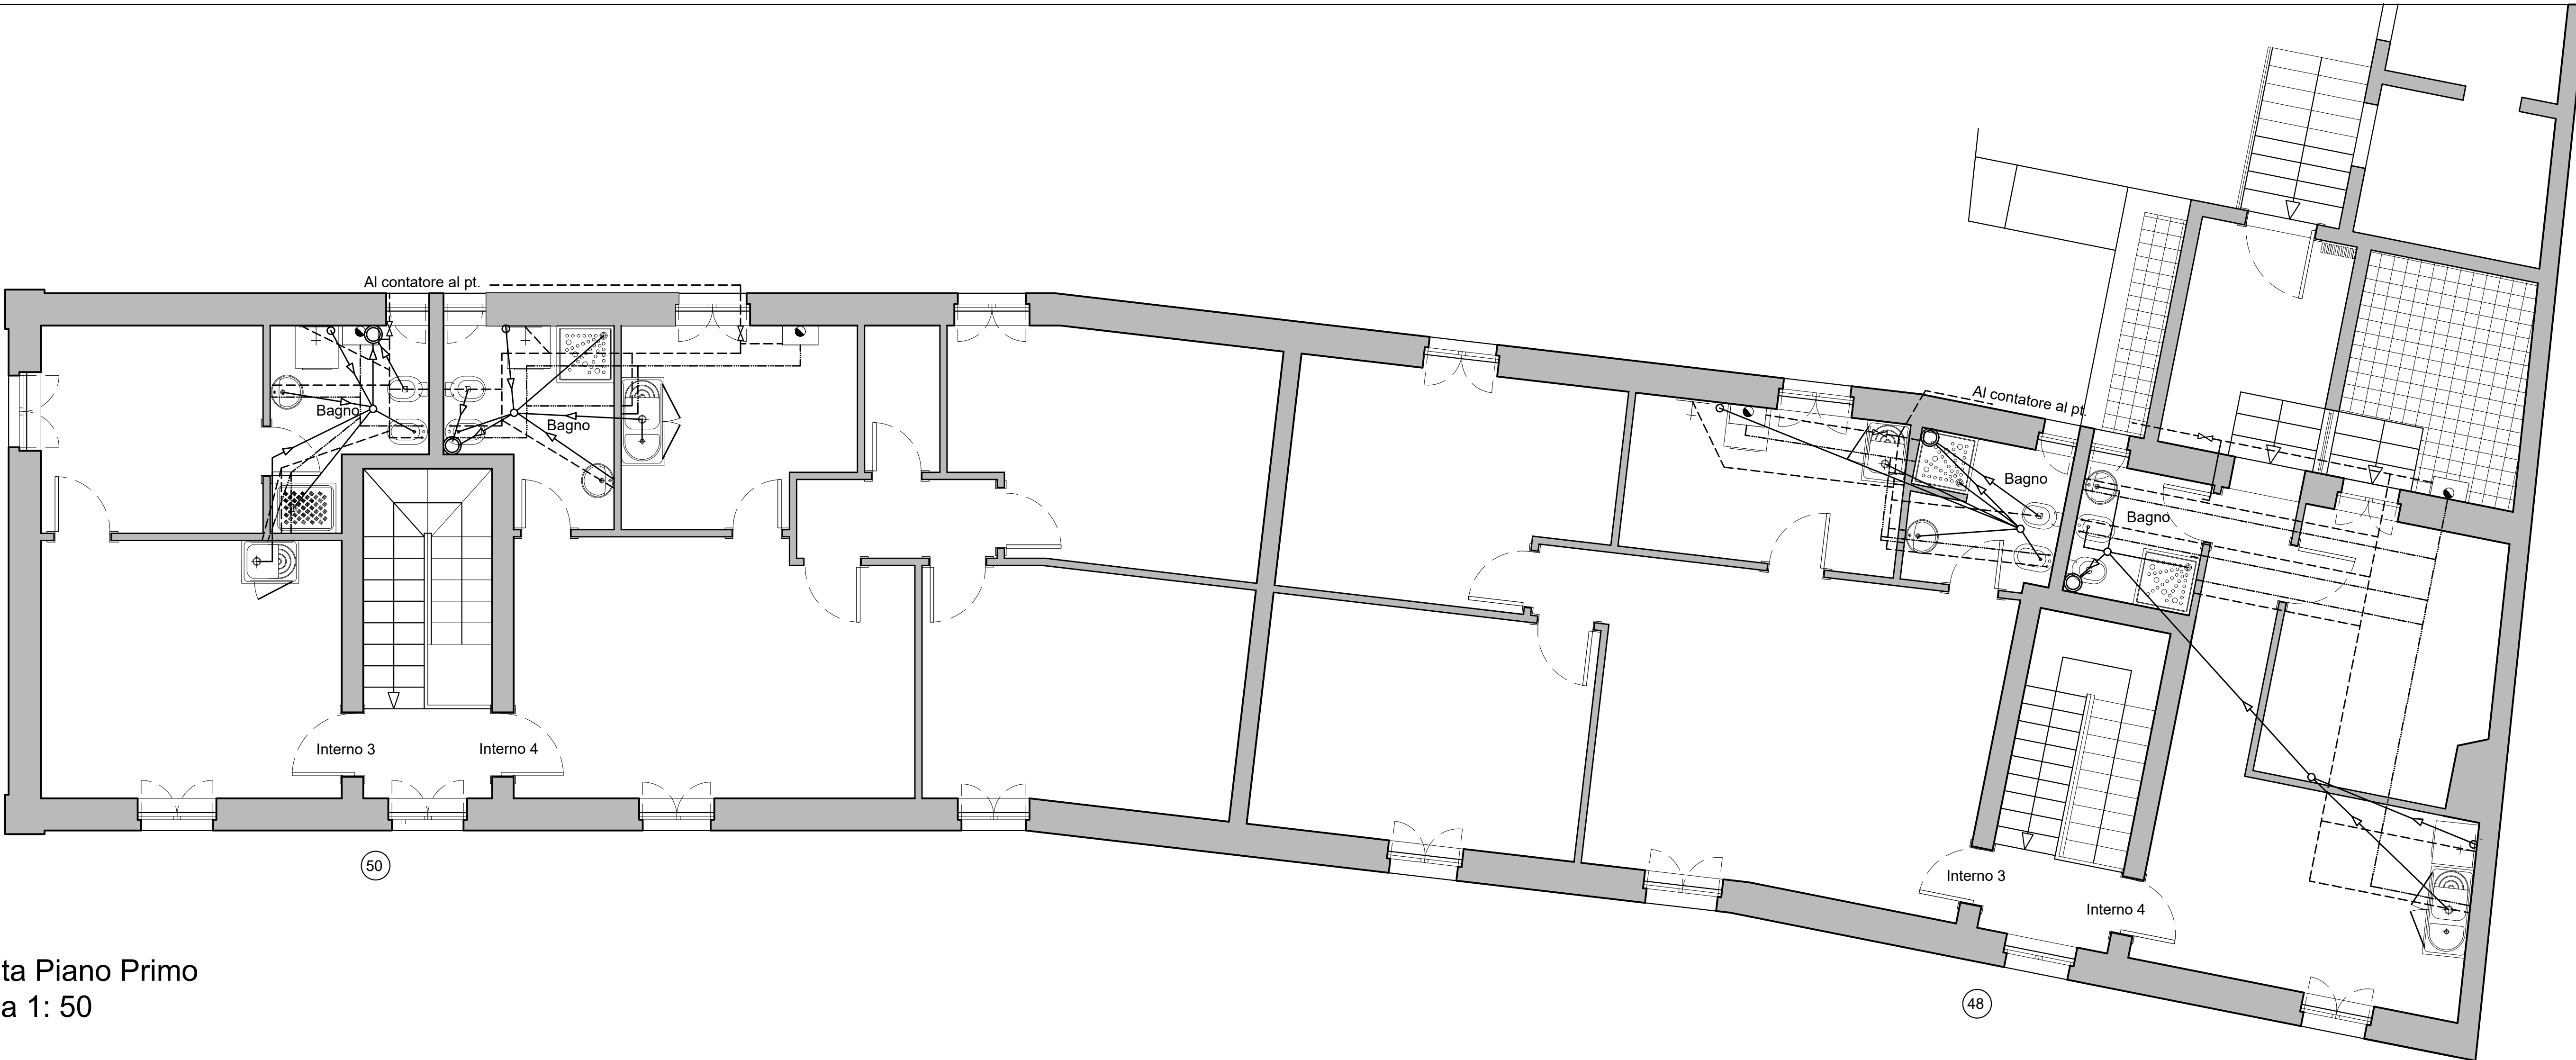 Al contatore al pt.
Al contatore al pt.
Bagno
Bagno
Bagno
Bagno
Interno 3
Interno 4
Interno 3
Interno 4
50
48
ta Piano Primo
a 1: 50